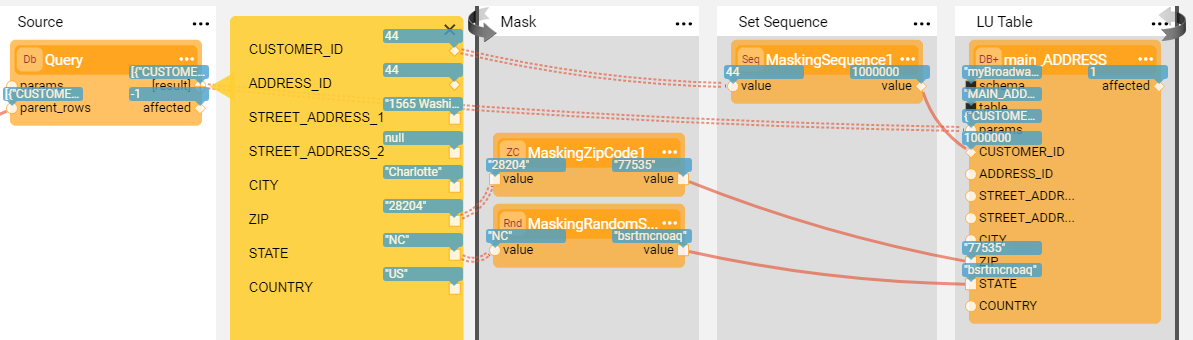 Source
...
Mask
...
Set Sequence
...
LU Table
...
Db
Query
...
[{"CUSTOME...
params
[result]
[{"CUSTOME...
-1
parent_rows
affected
CUSTOMER_ID
44
ADDRESS_ID
44
STREET_ADDRESS_1
"1565 Washi...
STREET_ADDRESS_2
null
CITY
"Charlotte"
ZIP
"28204"
STATE
"NC"
COUNTRY
"US"
ZC
MaskingZipCode1
...
"28204"
"77535"
value
value
Rnd
MaskingRandomS...
...
"NC"
"bsrtmcnoaq"
value
value
Seq
MaskingSequence1
...
44
1000000
value
value
DB+
main_ADDRESS
...
"myBroadwa...
1
schema
affected
"MAIN_ADD...
table
{"CUSTOME...
params
1000000
CUSTOMER_ID
ADDRESS_ID
STREET_ADDR...
STREET_ADDR...
CITY
"77535"
ZIP
"bsrtmcnoaq"
STATE
COUNTRY